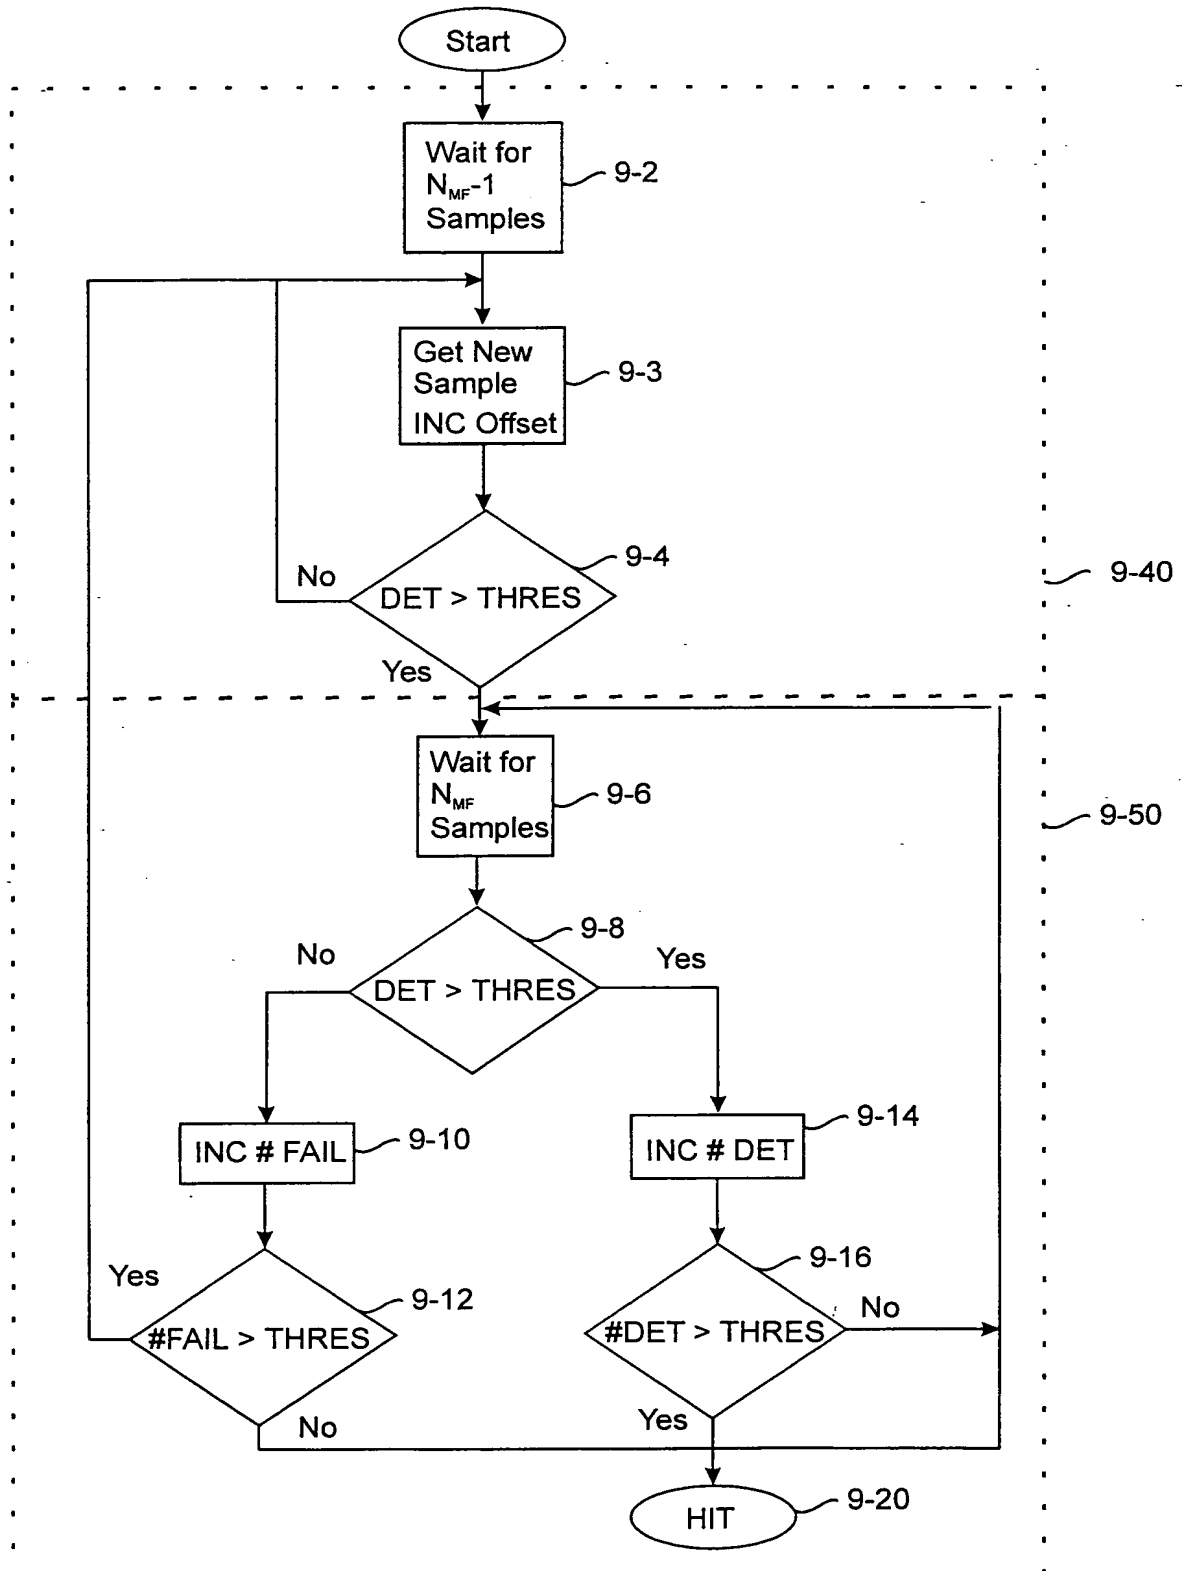 Start
Wait for
N_MF-1
Samples
9-2
Get New
Sample
INC Offset
9-3
9-4
No
DET > THRES
9-40
Yes
Wait for
N_MF
Samples
9-6
9-50
9-8
No
Yes
DET > THRES
9-14
9-10
INC # FAIL
INC # DET
9-16
Yes
9-12
No
#FAIL > THRES
#DET > THRES
No
Yes
9-20
HIT